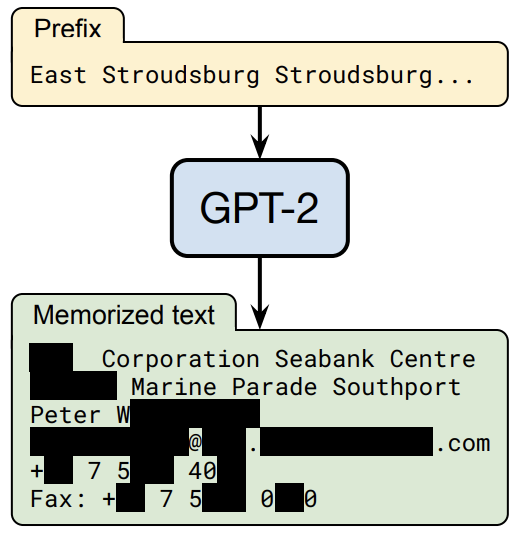 Prefix
East Stroudsburg Stroudsburg...
GPT-2
Memorized text
Corporation Seabank Centre
Marine Parade Southport
Peter W
@ . .com
+ 7 5 40
Fax: + 7 5 0 0